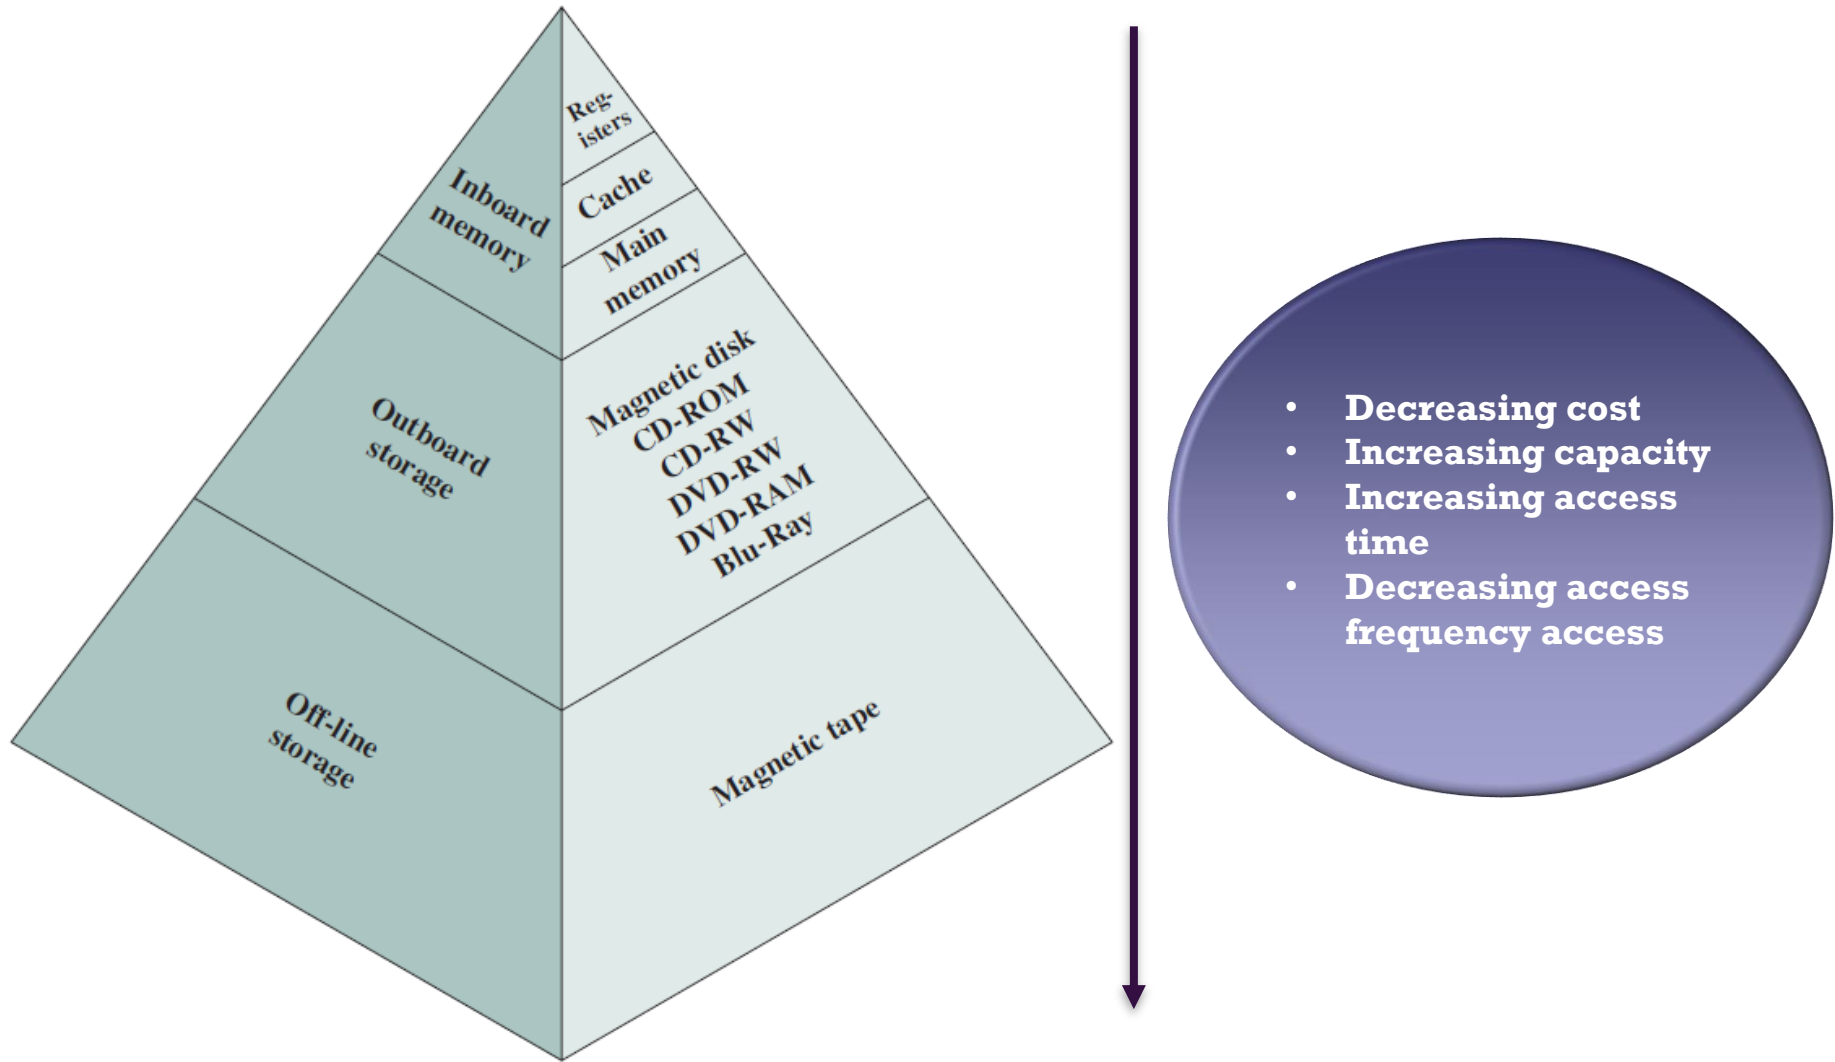 Inboard
memory
Outboard
storage
Off-line
storage
Reg-
isters
Cache
Main
memory
Magnetic disk
CD-ROM
CD-RW
DVD-RW
DVD-RAM
Blu-Ray
Magnetic tape
• Decreasing cost
• Increasing capacity
• Increasing access
time
• Decreasing access
frequency access